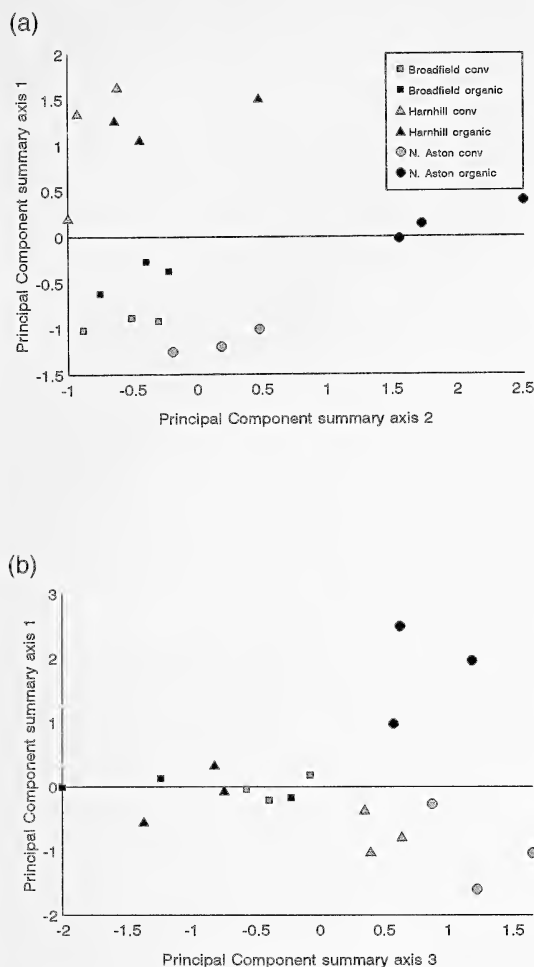 (a)
Principal Component summary axis 1
2
1.5
1
0.5
0
-0.5
-1
-1.5
Broadfield conv
Broadfield organic
Harnhill conv
Harnhill organic
N. Aston conv
N. Aston organic
-1 -0.5 0 0.5 1 1.5 2 2.5
Principal Component summary axis 2
(b)
Principal Component summary axis 1
3
2
1
0
-1
-2
-2 -1.5 -1 -0.5 0 0.5 1 1.5
Principal Component summary axis 3